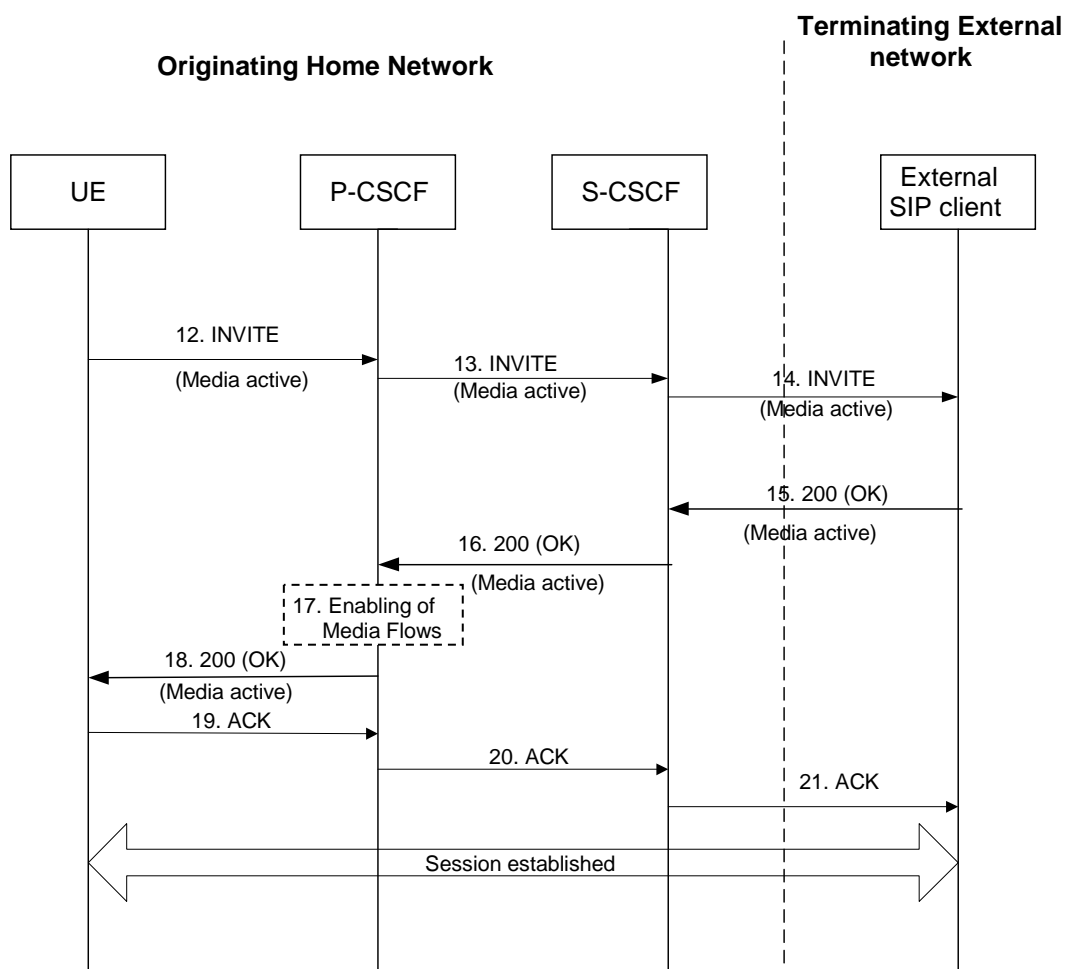 Terminating External
network
Originating Home Network
UE
P-CSCF
S-CSCF
External
SIP client
12. INVITE
(Media active)
13. INVITE
(Media active)
14. INVITE
(Media active)
15. 200 (OK)
(Media active)
16. 200 (OK)
(Media active)
17. Enabling of
Media Flows
18. 200 (OK)
(Media active)
19. ACK
20. ACK
21. ACK
Session established